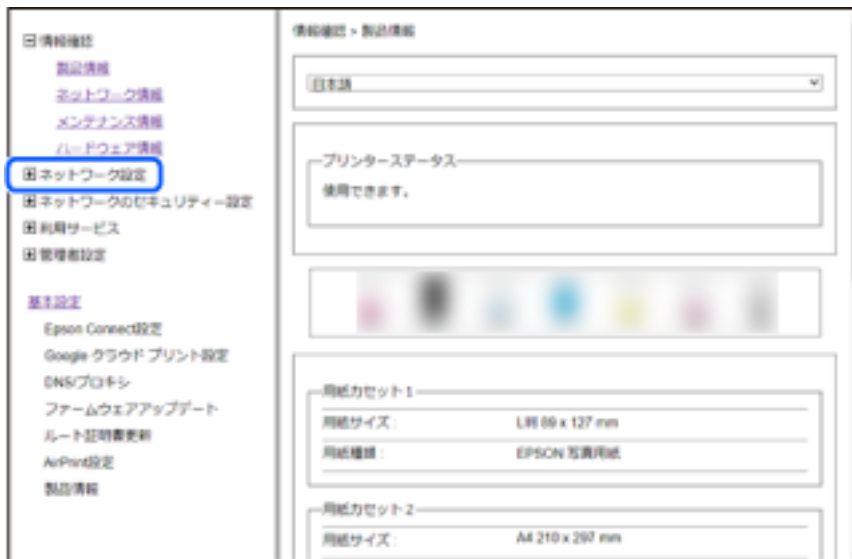 情報確認
製品情報
ネットワーク情報
メンテナンス情報
ハードウェア情報
ネットワーク設定
ネットワークのセキュリティー設定
利用サービス
管理者設定
基本設定
Epson Connect設定
Google クラウド プリント設定
DNS/プロキシ
ファームウェアアップデート
ルート証明書更新
AirPrint設定
製品情報
情報確認 > 製品情報
日本語
プリンターステータス
使用できます。
用紙カセット1
用紙サイズ : L判 89 x 127 mm
用紙種類 : EPSON 写真用紙
用紙カセット2
用紙サイズ : A4 210 x 297 mm